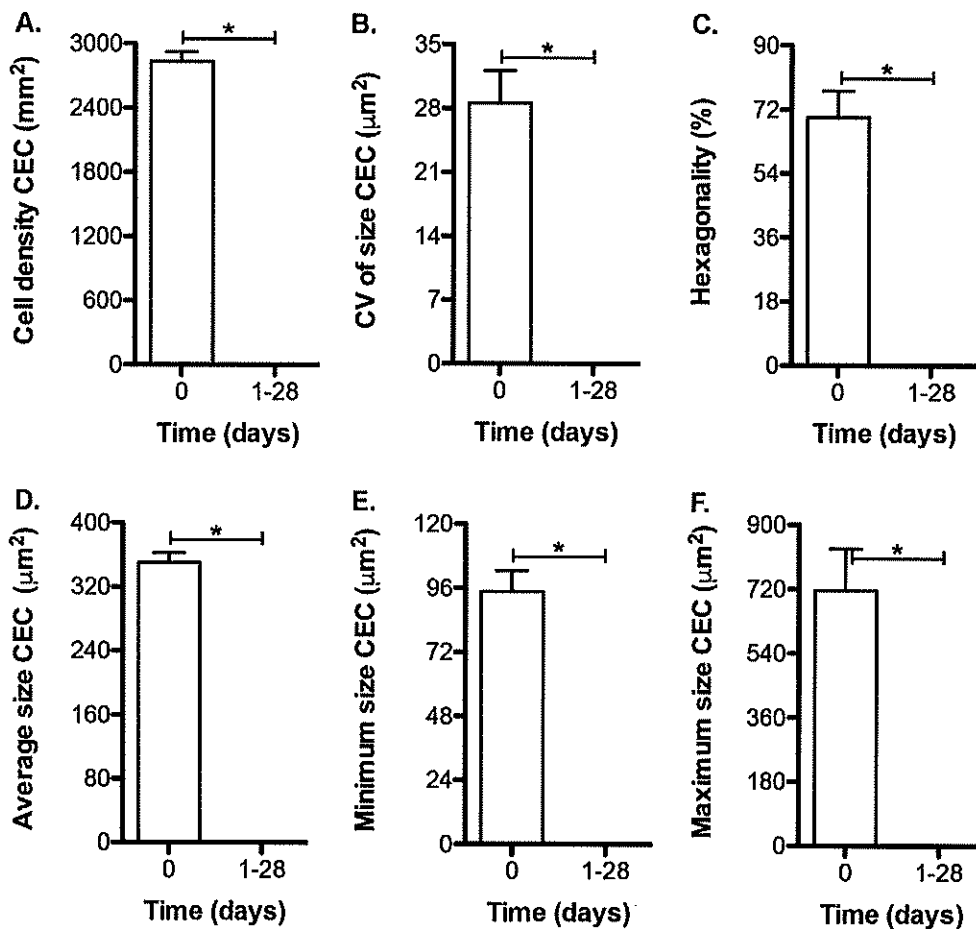 A.
Cell density CEC (mm²)
3000
2400
1800
1200
600
0
*
0 1-28
Time (days)
B.
CV of size CEC (μm²)
35
28
21
14
7
0
*
0 1-28
Time (days)
C.
Hexagonality (%)
90
72
54
36
18
0
*
0 1-28
Time (days)
D.
Average size CEC (μm²)
400
320
240
160
80
0
*
0 1-28
Time (days)
E.
Minimum size CEC (μm²)
120
96
72
48
24
0
*
0 1-28
Time (days)
F.
Maximum size CEC (μm²)
900
720
540
360
180
0
*
0 1-28
Time (days)